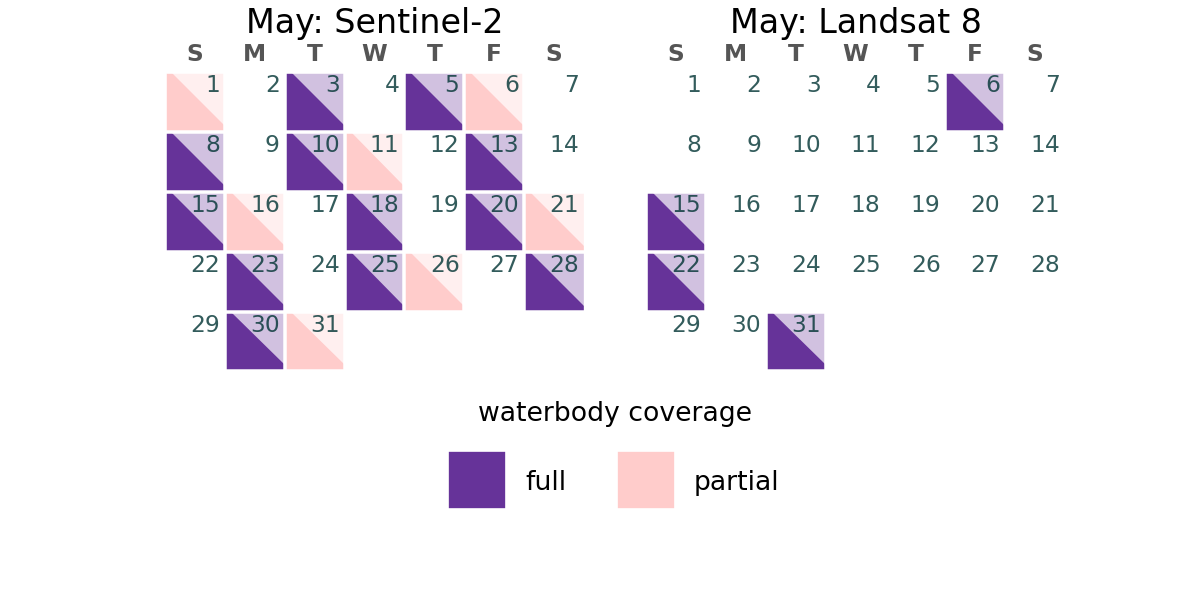 May: Sentinel-2
S M T W T F S
1 2 3 4 5 6 7
8 9 10 11 12 13 14
15 16 17 18 19 20 21
22 23 24 25 26 27 28
29 30 31
May: Landsat 8
S M T W T F S
1 2 3 4 5 6 7
8 9 10 11 12 13 14
15 16 17 18 19 20 21
22 23 24 25 26 27 28
29 30 31
waterbody coverage
full
partial